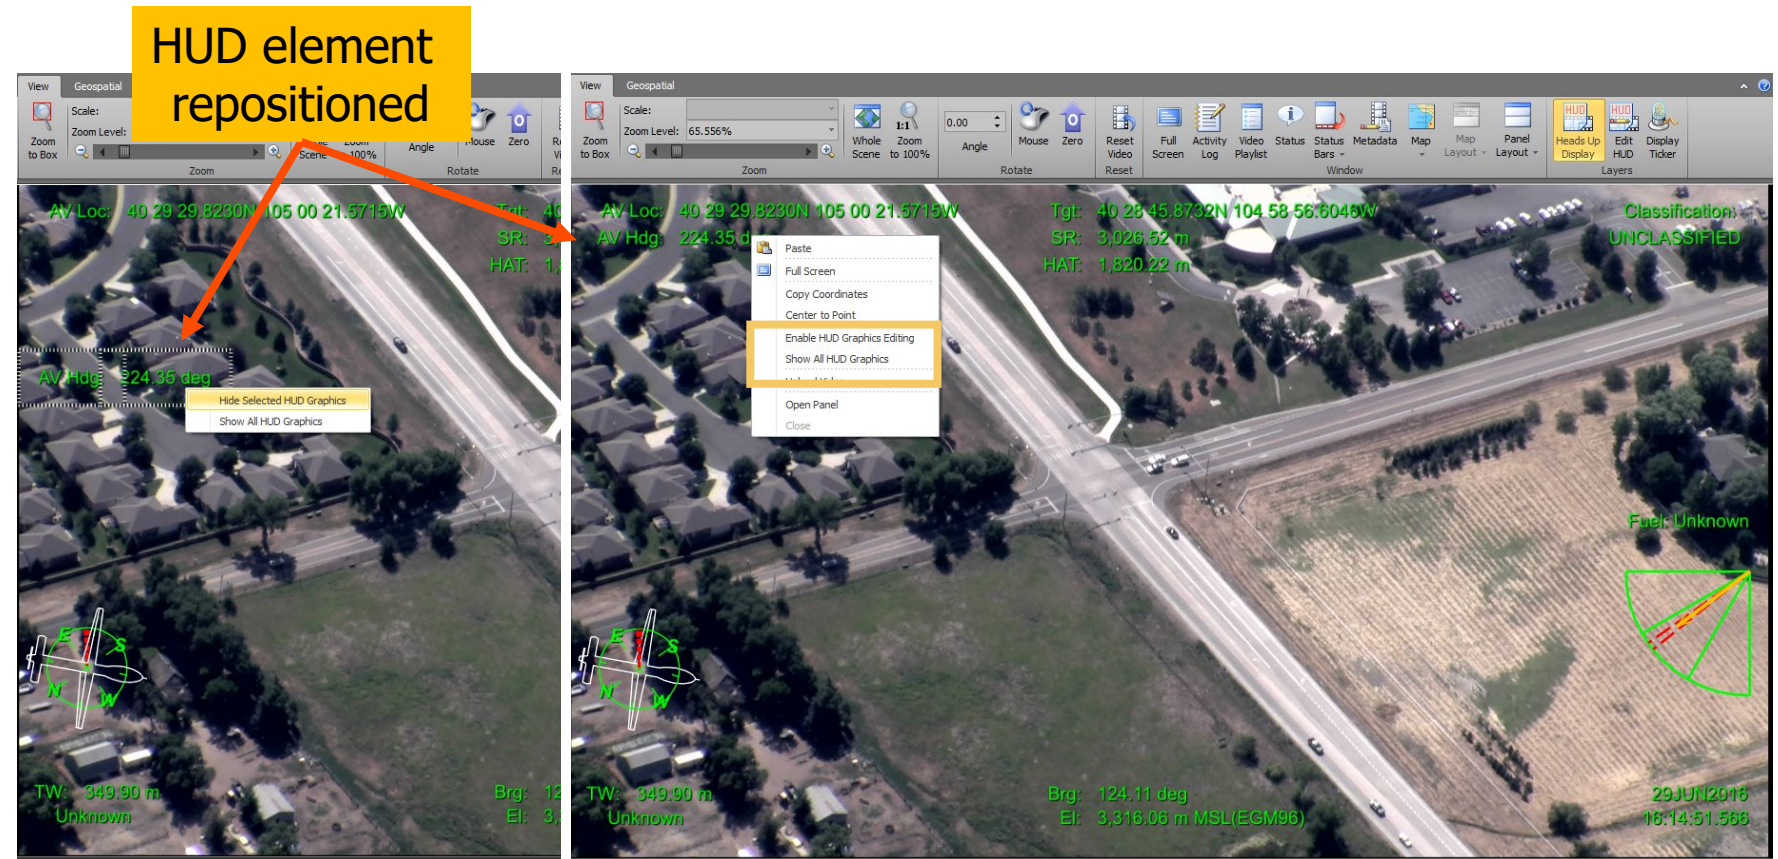 HUD element
repositioned
View Geospatial
Scale:
Zoom Level:
Zoom
to Box
Scene 100%
Zoom
Angle
Mouse Zero
Rotate
AV Loc: 40 29 29.8230N 105 00 21.5715W
Tgt: 40
SR:
HAT: 1,
AV Hdg: 224.35 deg
Hide Selected HUD Graphics
Show All HUD Graphics
E S
N W
TW: 349.90 m
Unknown
Brg: 12
El: 3,
View Geospatial
Scale:
Zoom Level: 65.556%
Zoom
to Box
Whole
Scene
1:1
Zoom
to 100%
Zoom
0.00
Angle
Mouse
0
Zero
Rotate
Reset
Video
Reset
Full
Screen
Activity
Log
Video
Playlist
Status
Status
Bars
Metadata
Map
Map
Layout
Panel
Layout
Window
HUD
Heads Up
Display
HUD
Edit
HUD
Display
Ticker
Layers
AV Loc: 40 29 29.8230N 105 00 21.5715W
AV Hdg: 224.35 d
Tgt: 40 28 45.8732N 104 58 56.6046W
SR: 3,026.52 m
HAT: 1,820.22 m
Classification:
UNCLASSIFIED
Paste
Full Screen
Copy Coordinates
Center to Point
Enable HUD Graphics Editing
Show All HUD Graphics
Open Panel
Close
Fuel: Unknown
E S
N W
TW: 349.90 m
Unknown
Brg: 124.11 deg
El: 3,316.06 m MSL(EGM96)
29JUN2016
16:14:51.566